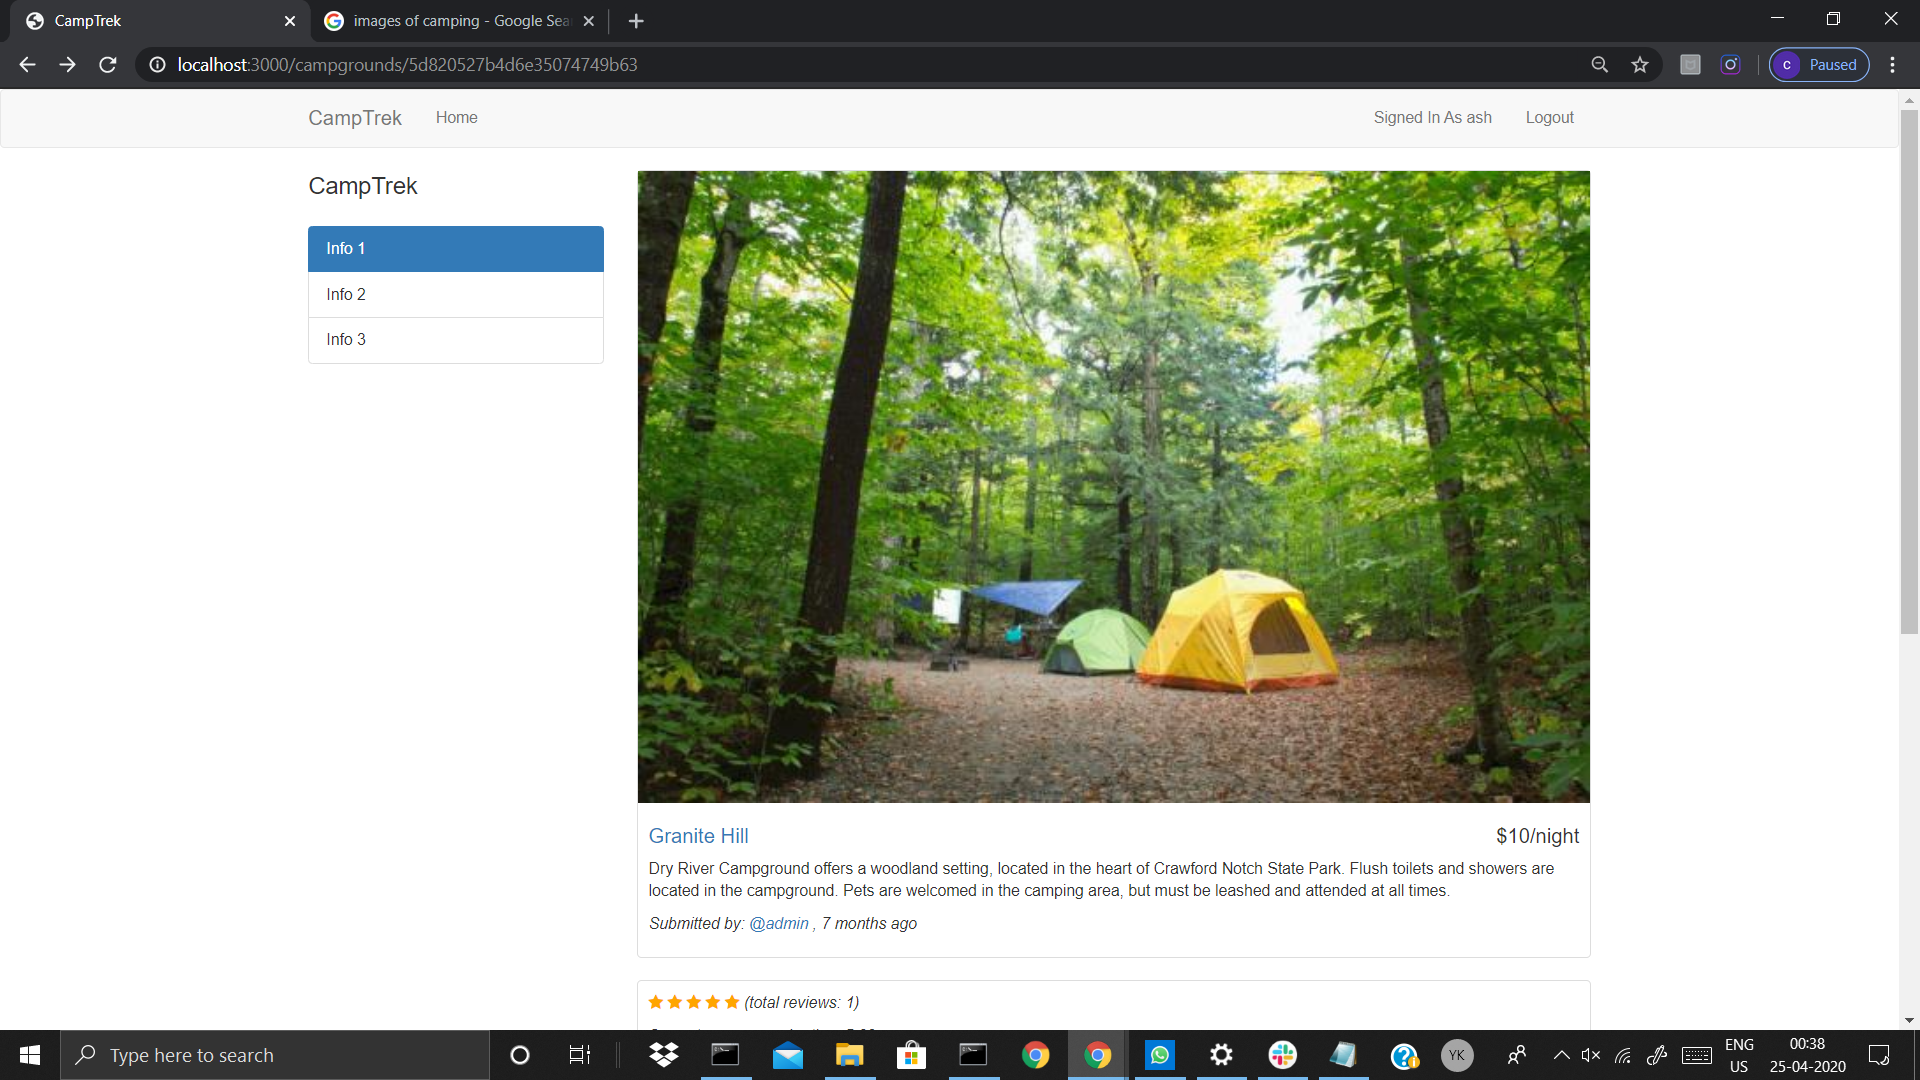 CampTrek
images of camping - Google Sea
localhost:3000/campgrounds/5d820527b4d6e35074749b63
c Paused
CampTrek Home Signed In As ash Logout
CampTrek
Info 1
Info 2
Info 3
Granite Hill $10/night
Dry River Campground offers a woodland setting, located in the heart of Crawford Notch State Park. Flush toilets and showers are
located in the campground. Pets are welcomed in the camping area, but must be leashed and attended at all times.
Submitted by: @admin , 7 months ago
(total reviews: 1)
Type here to search
YK
ENG
US
00:38
25-04-2020